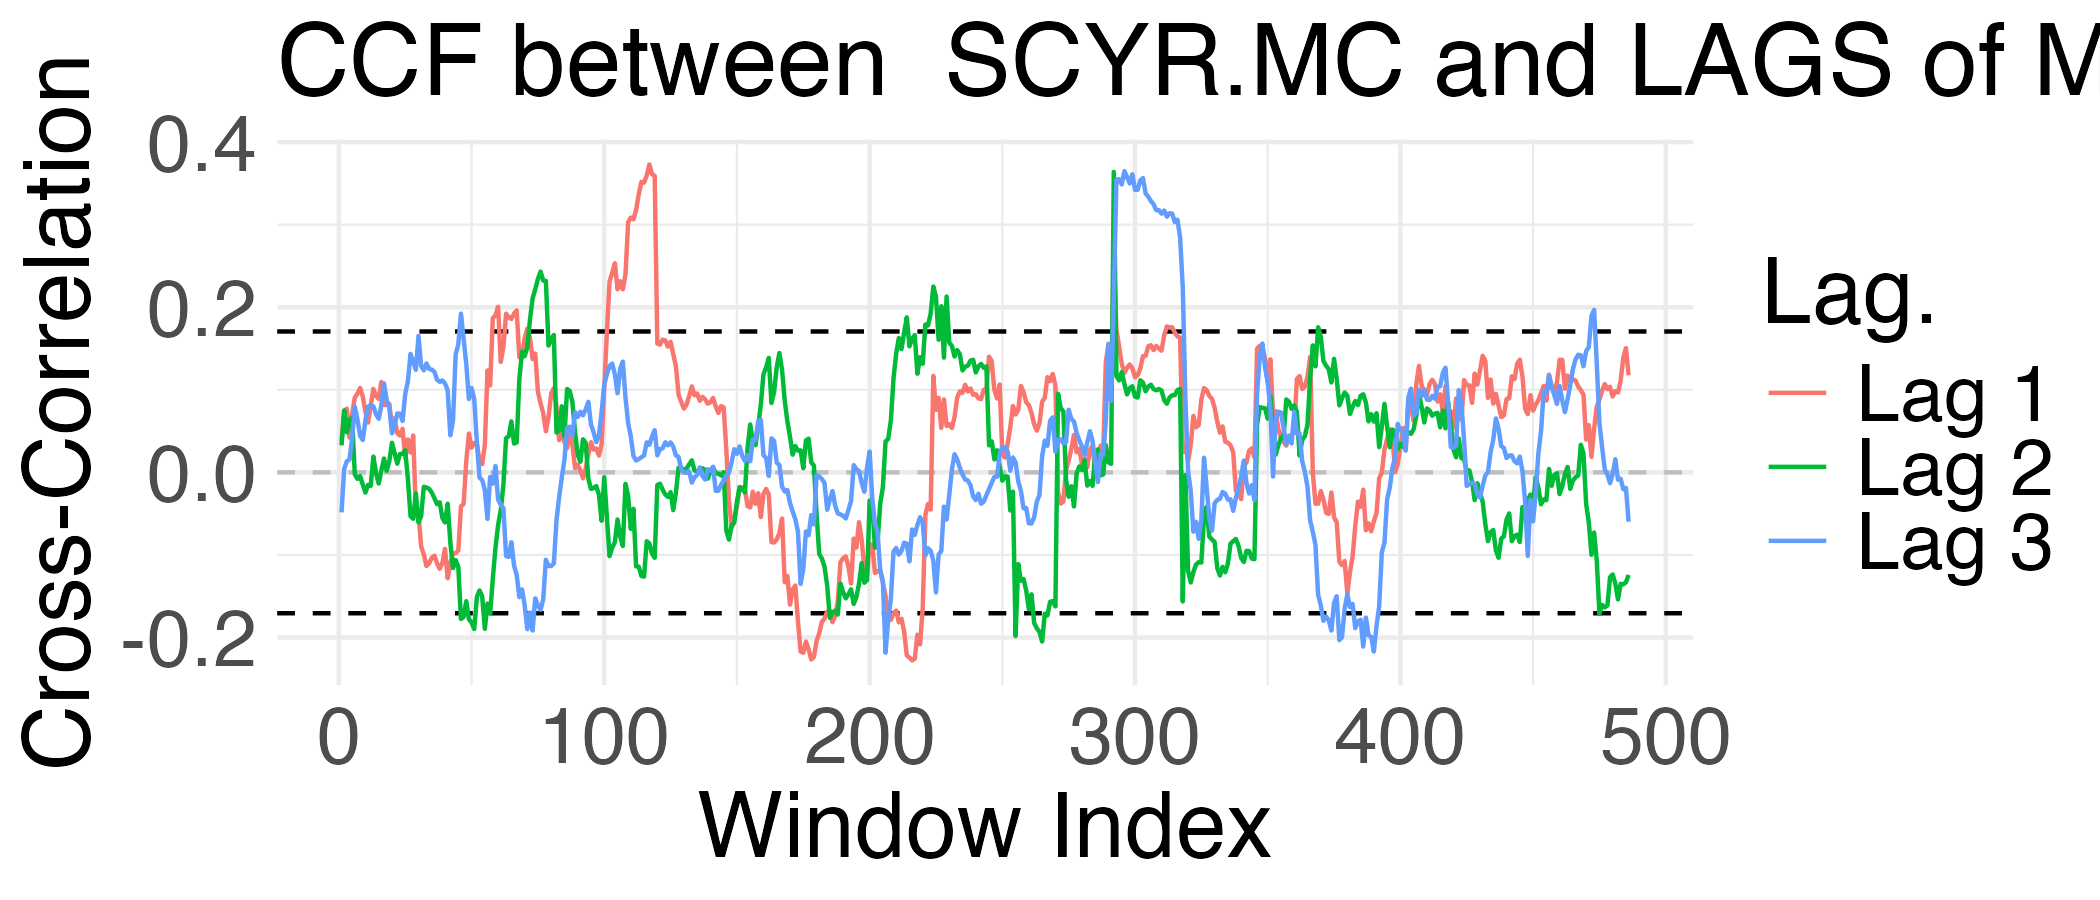 CCF between  SCYR.MC and LAGS of M
Cross-Correlation
0.4
0.2
0.0
-0.2
0
100
200
300
400
500
Window Index
Lag.
Lag 1
Lag 2
Lag 3